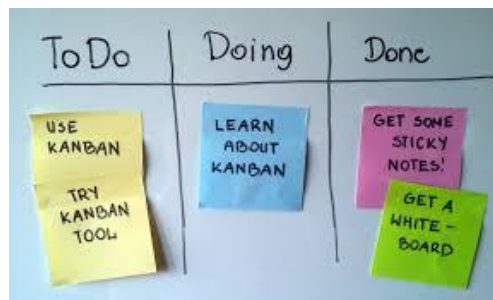 To Do
Doing
Done
USE
KANBAN
TRY
KANBAN
TOOL
LEARN
ABOUT
KANBAN
GET SOME
STICKY
NOTES!
GET A
WHITE-
BOARD